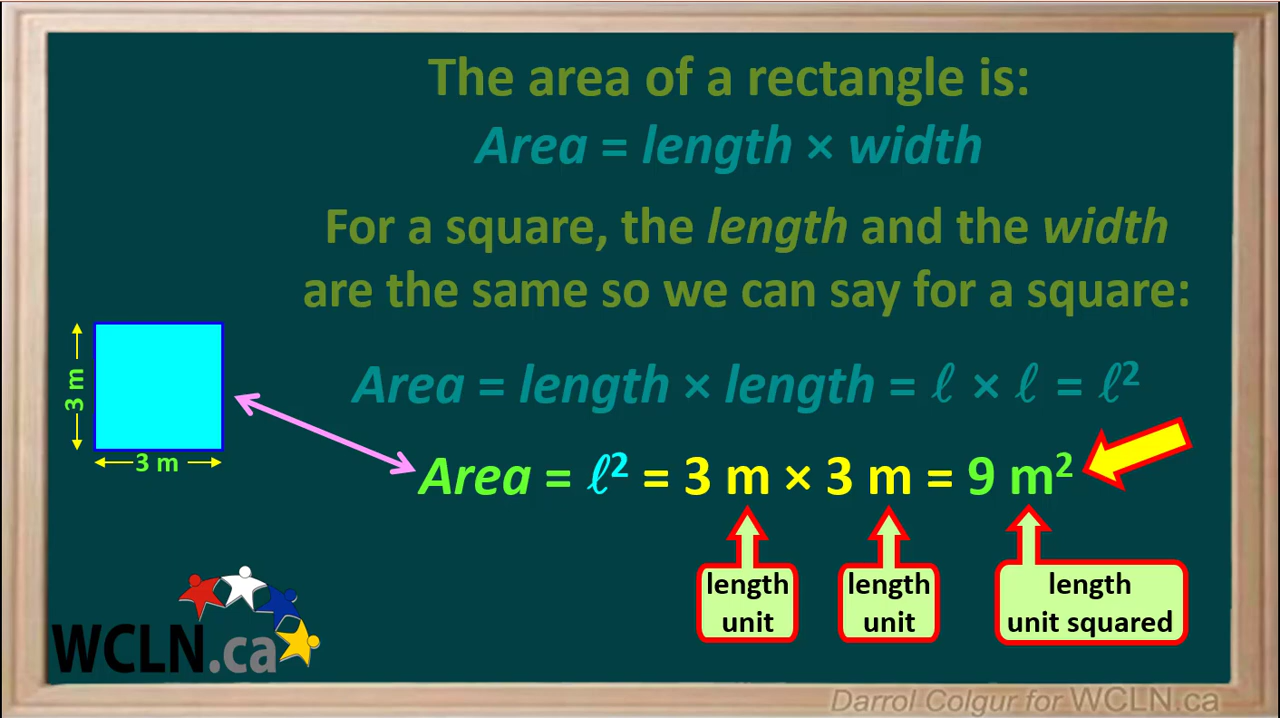 The area of a rectangle is:
Area = length × width
For a square, the length and the width
are the same so we can say for a square:
Area = length × length = ℓ × ℓ = ℓ²
3 m
3 m
Area = ℓ² = 3 m × 3 m = 9 m²
length
unit
length
unit
length
unit squared
WCLN.ca
Darrol Colgur for WCLN.ca